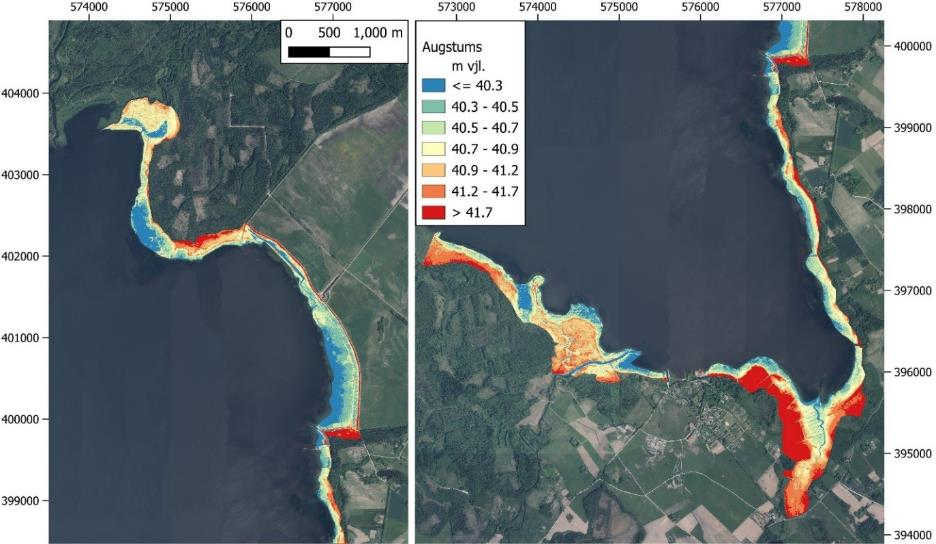 574000 575000 576000 577000
573000 574000 575000 576000 577000 578000
0 500 1,000 m
404000
403000
402000
401000
400000
399000
Augstums
m vjl.
<= 40.3
40.3 - 40.5
40.5 - 40.7
40.7 - 40.9
40.9 - 41.2
41.2 - 41.7
> 41.7
400000
399000
398000
397000
396000
395000
394000